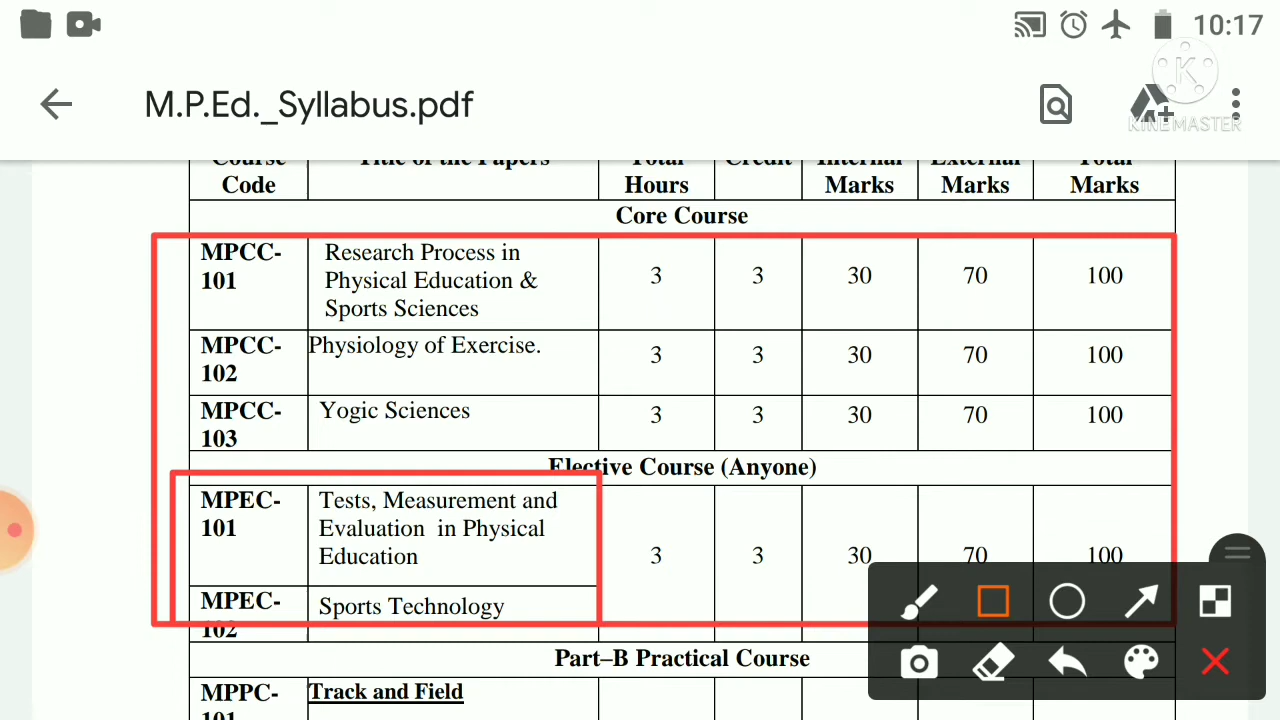 10:17
M.P.Ed._Syllabus.pdf
KINEMASTER
Course Title of the Papers Total Credit Internal External Total
Code Hours Marks Marks Marks
Core Course
MPCC- Research Process in
101 Physical Education & 3 3 30 70 100
Sports Sciences
MPCC- Physiology of Exercise.
102 3 3 30 70 100
MPCC- Yogic Sciences 3 3 30 70 100
103
Elective Course (Anyone)
MPEC- Tests, Measurement and
101 Evaluation in Physical
Education 3 3 30 70 100
MPEC- Sports Technology
102
Part–B Practical Course
MPPC- Track and Field
101